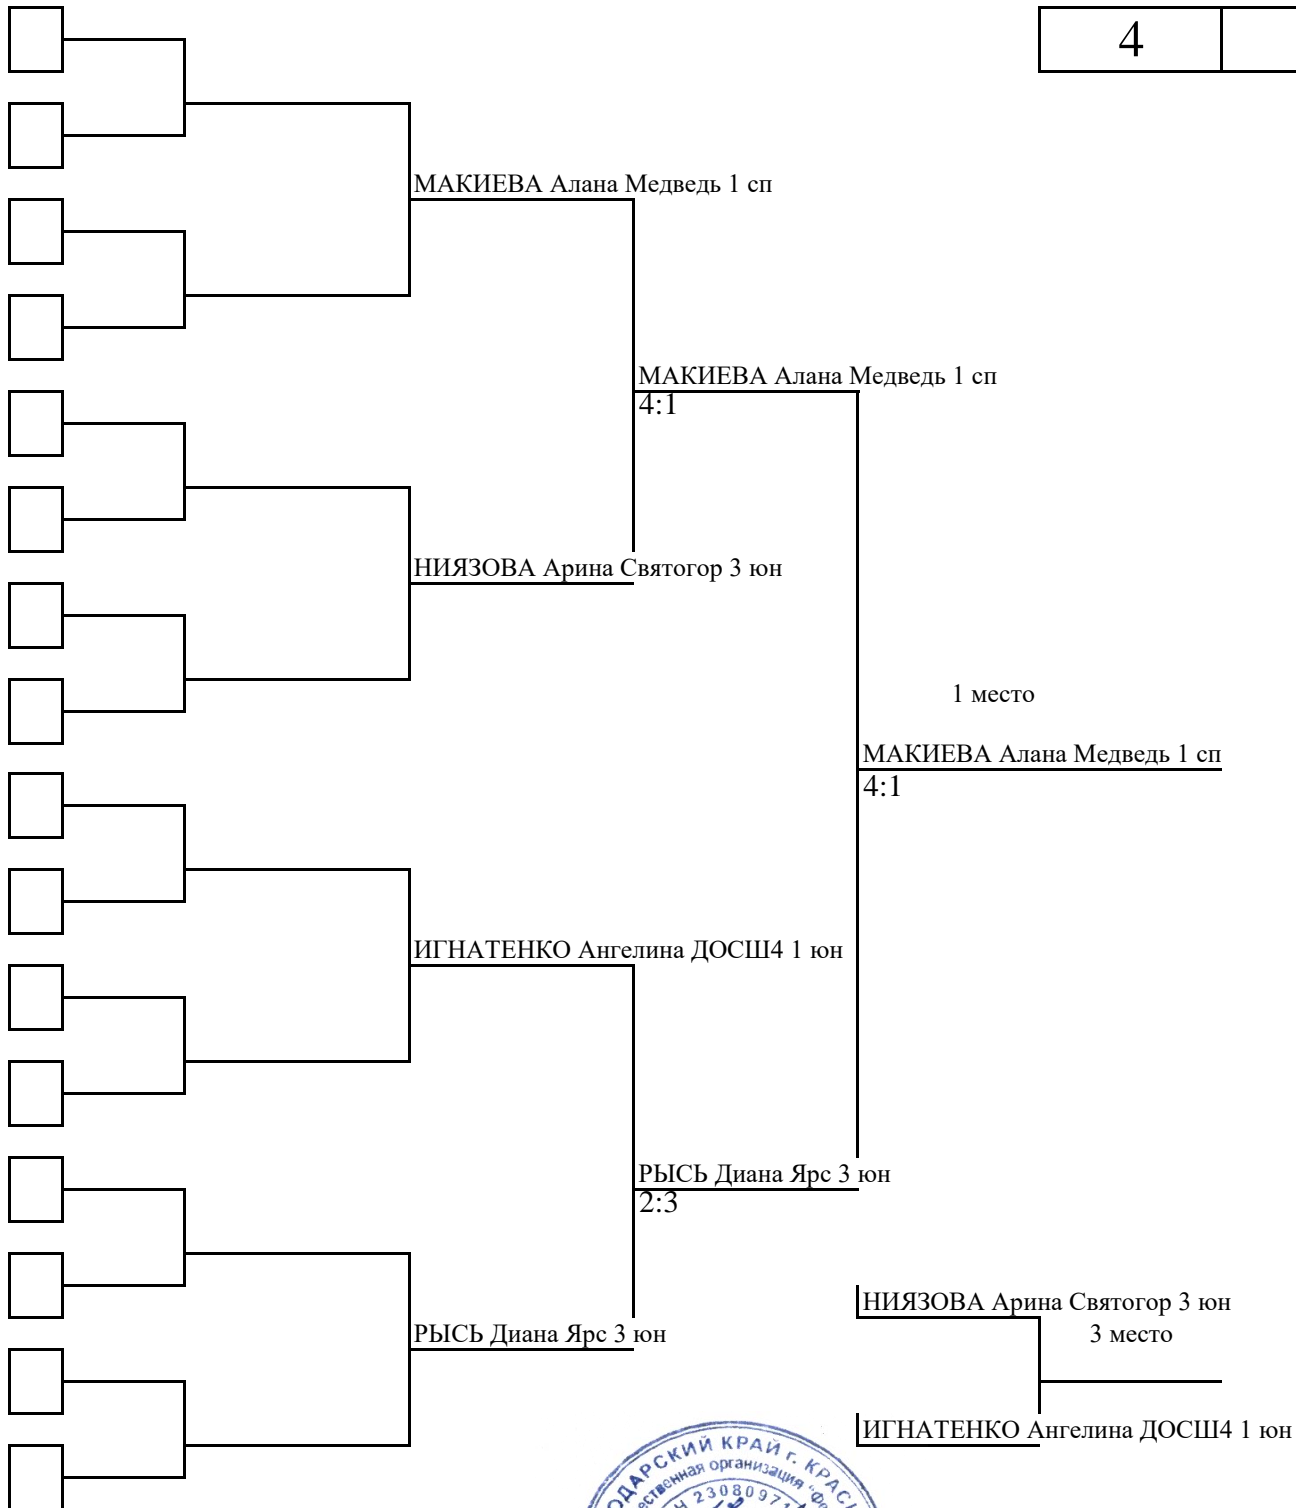 4
МАКИЕВА Алана Медведь 1 сп
МАКИЕВА Алана Медведь 1 сп
4:1
НИЯЗОВА Арина Святогор 3 юн
1 место
МАКИЕВА Алана Медведь 1 сп
4:1
ИГНАТЕНКО Ангелина ДОСШ4 1 юн
РЫСЬ Диана Ярс 3 юн
2:3
НИЯЗОВА Арина Святогор 3 юн
РЫСЬ Диана Ярс 3 юн
3 место
ИГНАТЕНКО Ангелина ДОСШ4 1 юн
КРАЙ г.
организация